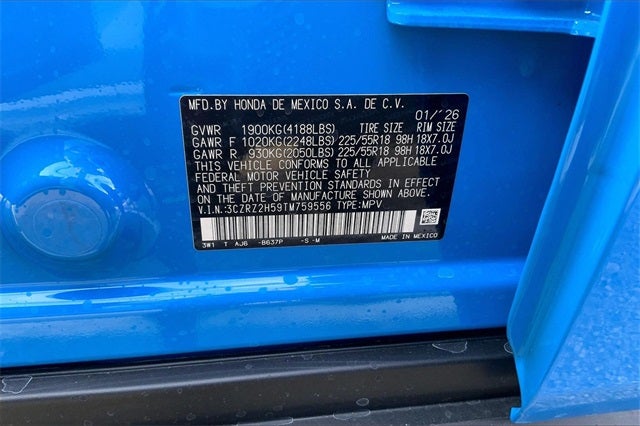 MFD.BY HONDA DE MEXICO S.A. DE C.V. 01/'26
GVWR 1900KG(4188LBS) TIRE SIZE RIM SIZE
GAWR F 1020KG(2248LBS) 225/55R18 98H 18X7.0J
GAWR R 930KG(2050LBS) 225/55R18 98H 18X7.0J
THIS VEHICLE CONFORMS TO ALL APPLICABLE
FEDERAL MOTOR VEHICLE SAFETY, BUMPER,
AND THEFT PREVENTION STANDARDS IN EFFECT
ON THE DATE OF MANUFACTURE SHOWN ABOVE.
V.I.N.:3CZRZ2H59TM759556 TYPE:MPV
3W1 T AJ6 -B637P -S -M MADE IN MEXICO